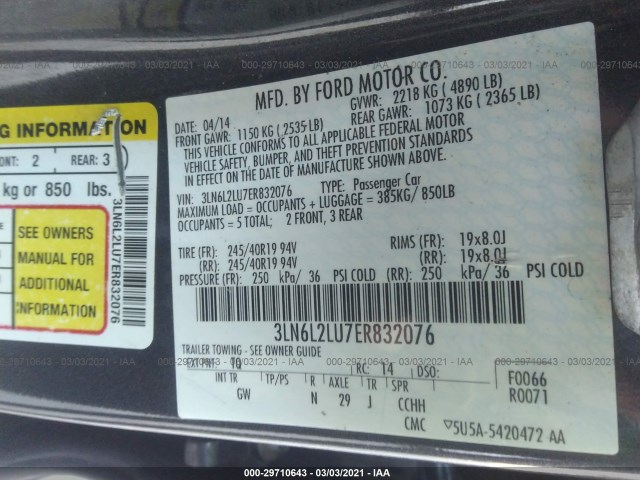 000-29710643 - 03/03/2021 - IAA
MFD. BY FORD MOTOR CO.
DATE: 04/14
GVWR: 2218 KG ( 4890 LB)
FRONT GAWR: 1150 KG ( 2535 LB)
REAR GAWR: 1073 KG ( 2365 LB)
THIS VEHICLE CONFORMS TO ALL APPLICABLE FEDERAL MOTOR
VEHICLE SAFETY, BUMPER, AND THEFT PREVENTION STANDARDS
IN EFFECT ON THE DATE OF MANUFACTURE SHOWN ABOVE.
VIN: 3LN6L2LU7ER832076 TYPE: Passenger Car
MAXIMUM LOAD = OCCUPANTS + LUGGAGE = 385KG/ 850LB
OCCUPANTS = 5 TOTAL; 2 FRONT, 3 REAR
TIRE (FR): 245/40R19 94V RIMS (FR): 19x8.0J
(RR): 245/40R19 94V (RR): 19x8.0J
PRESSURE (FR): 250 kPa/ 36 PSI COLD (RR): 250 kPa/ 36 PSI COLD
3LN6L2LU7ER832076
TRAILER TOWING - SEE OWNER GUIDE
EXT PNT: RC: 14 DSO: F0066
INT TR TP/PS R AXLE TR SPR R0071
GW N 29 J CCHH
CMC 5U5A-5420472 AA
G INFORMATION
ONT: 2 REAR: 3
kg or 850 lbs.
SEE OWNERS
MANUAL FOR
ADDITIONAL
INFORMATION
3LN6L2LU7ER832076
000-29710643 - 03/03/2021 - IAA